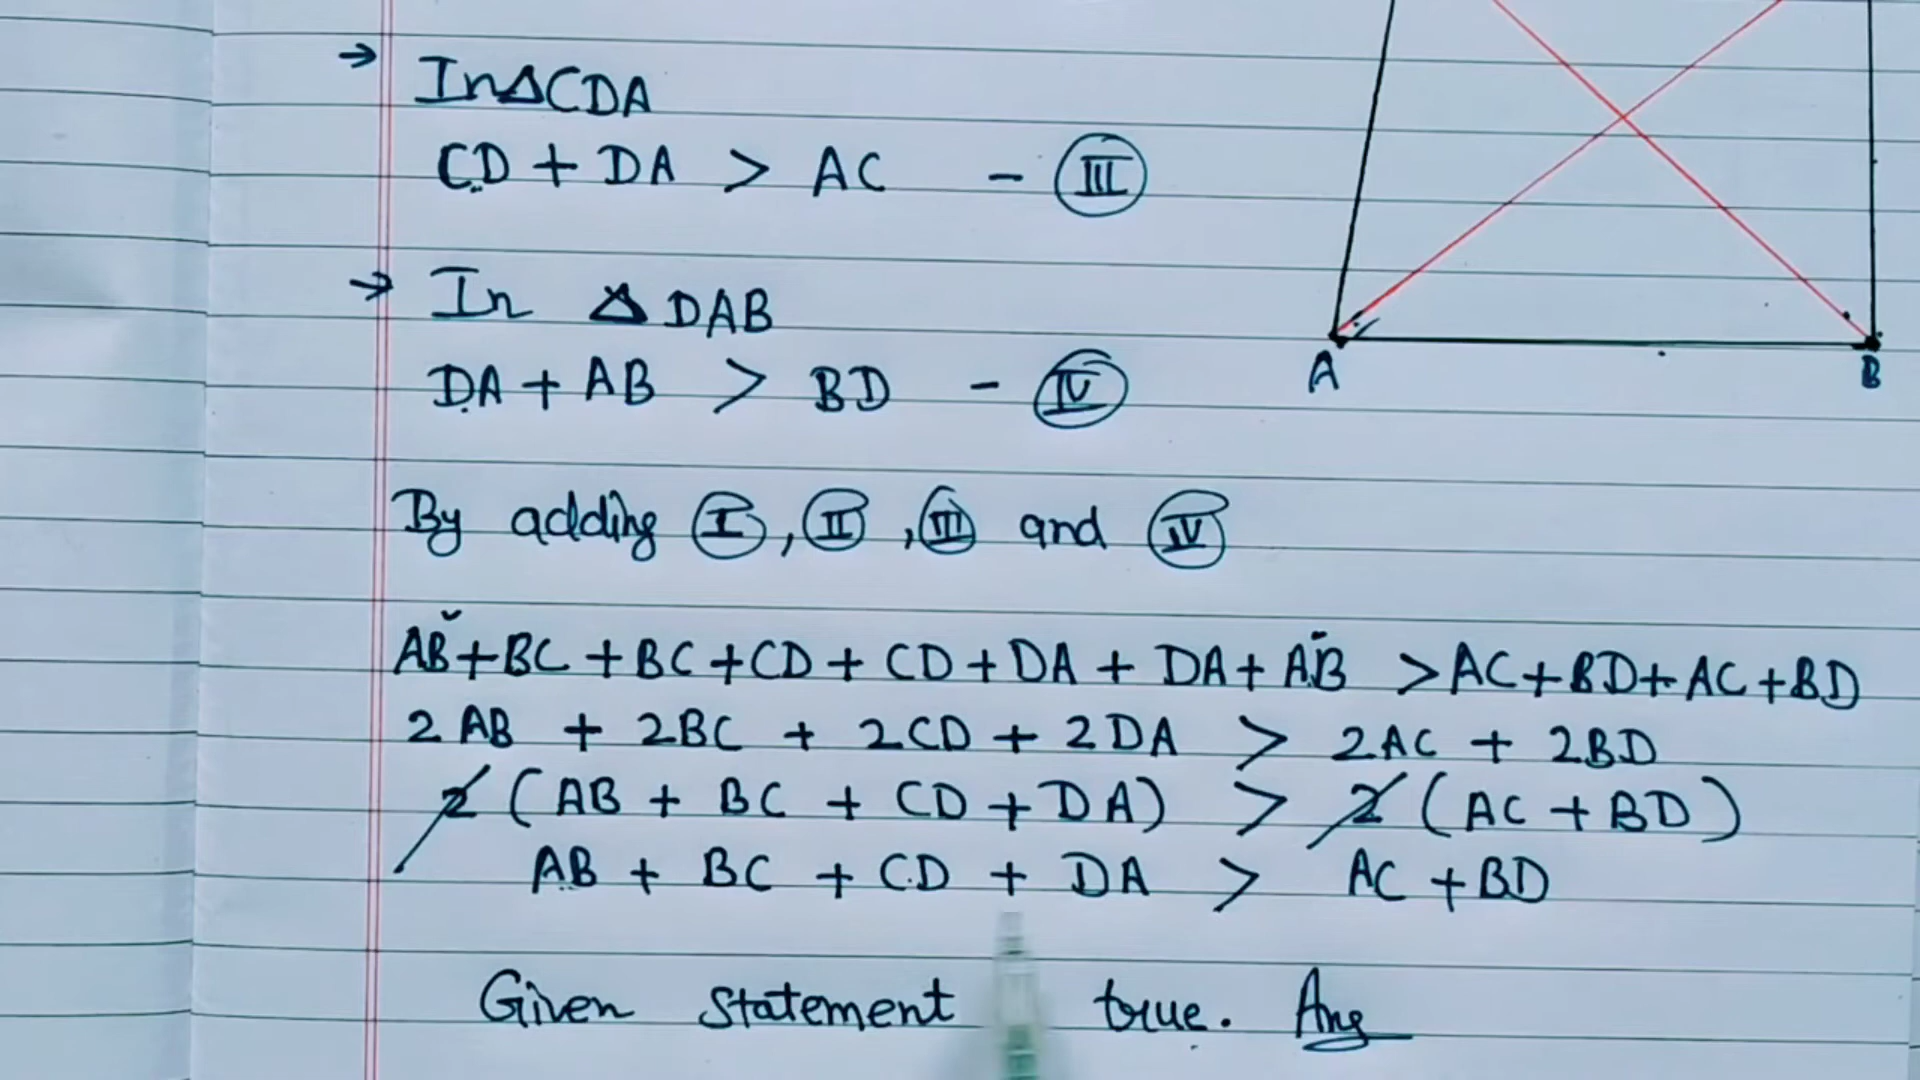 → In ΔCDA
CD + DA > AC - III
→ In Δ DAB
DA + AB > BD - IV
A B
By adding I, II, III and IV
AB+BC+BC+CD+CD+DA+DA+AB >AC+BD+AC+BD
2AB + 2BC + 2CD + 2DA > 2AC + 2BD
2 (AB + BC + CD + DA) > 2 (AC + BD)
AB + BC + CD + DA > AC + BD
Given statement true. Ans